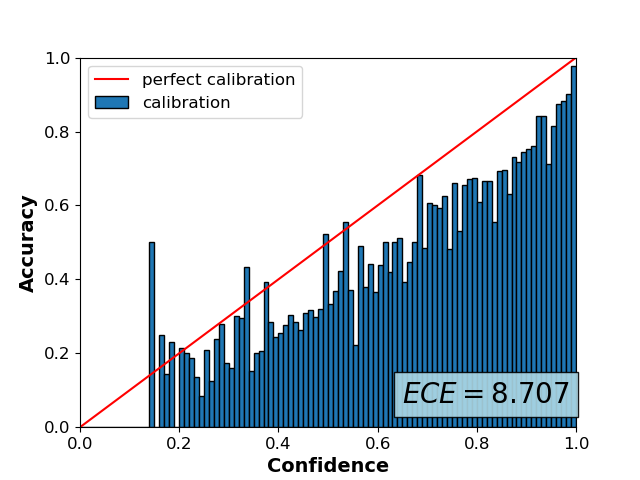 perfect calibration
calibration
1.0
0.8
0.6
0.4
0.2
0.0
Accuracy
ECE = 8.707
0.0 0.2 0.4 0.6 0.8 1.0
Confidence